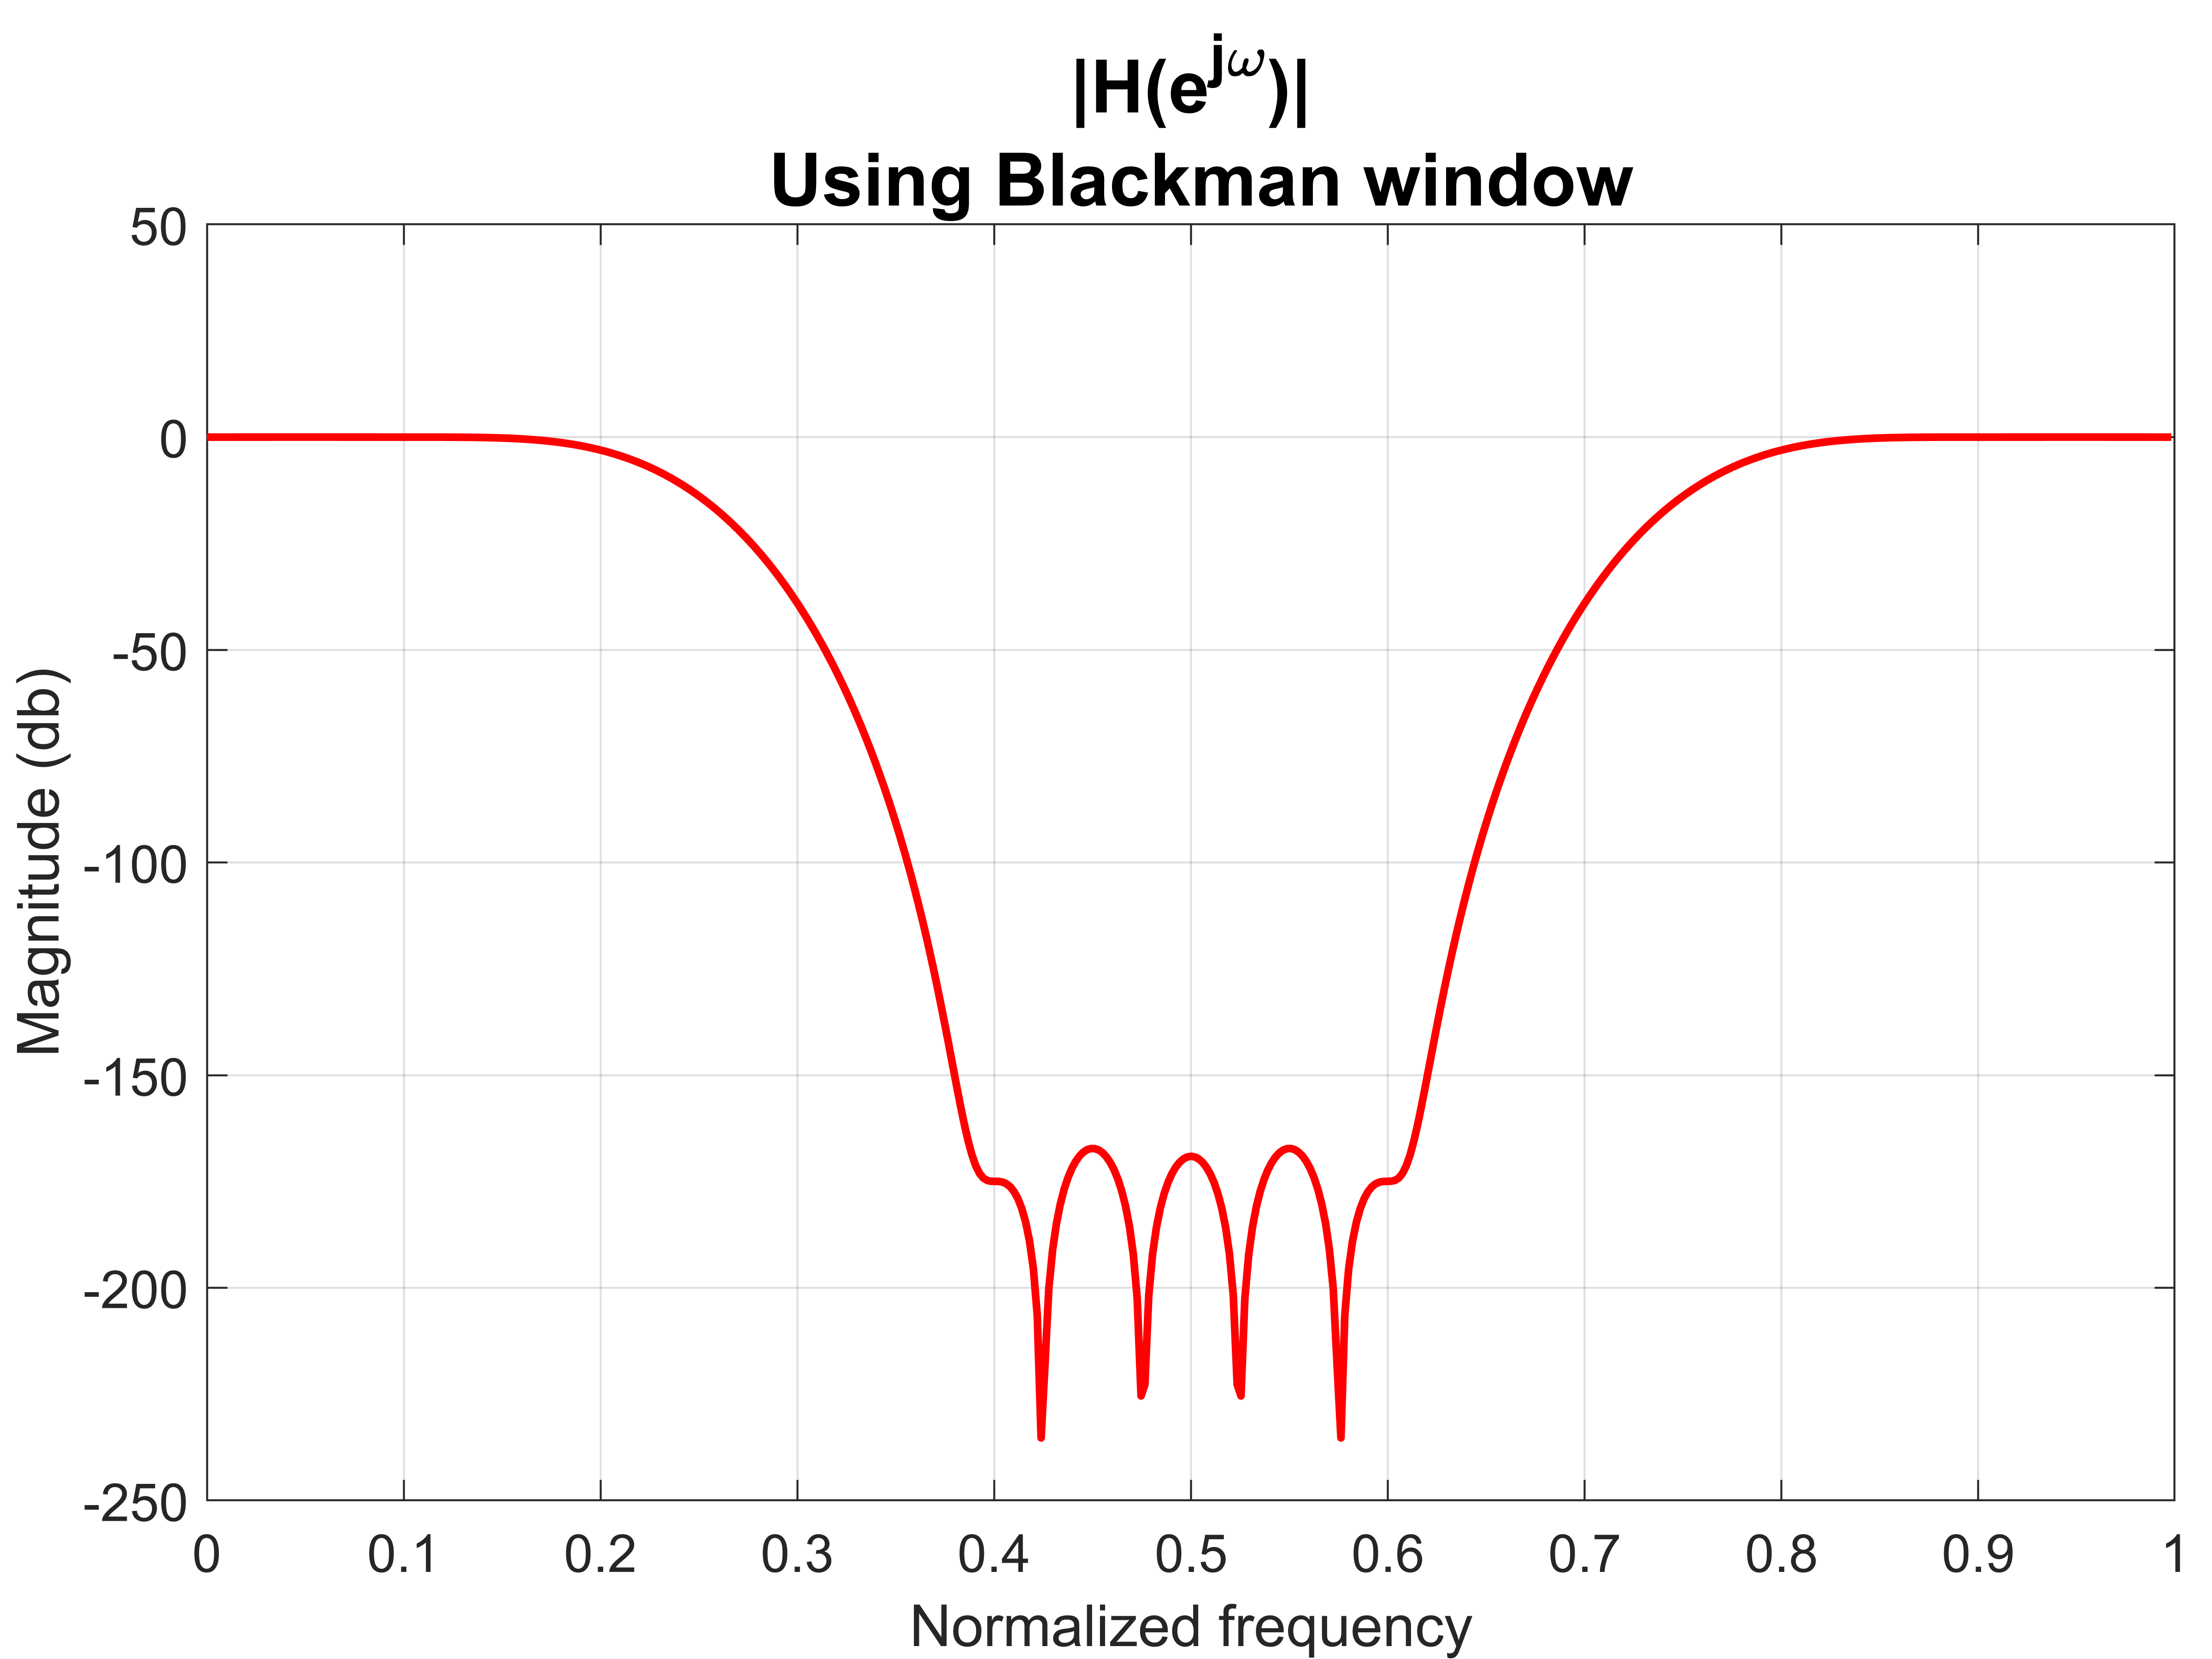 |H(e^jω)|
Using Blackman window
50
0
-50
-100
-150
-200
-250
Magnitude (db)
0 0.1 0.2 0.3 0.4 0.5 0.6 0.7 0.8 0.9 1
Normalized frequency